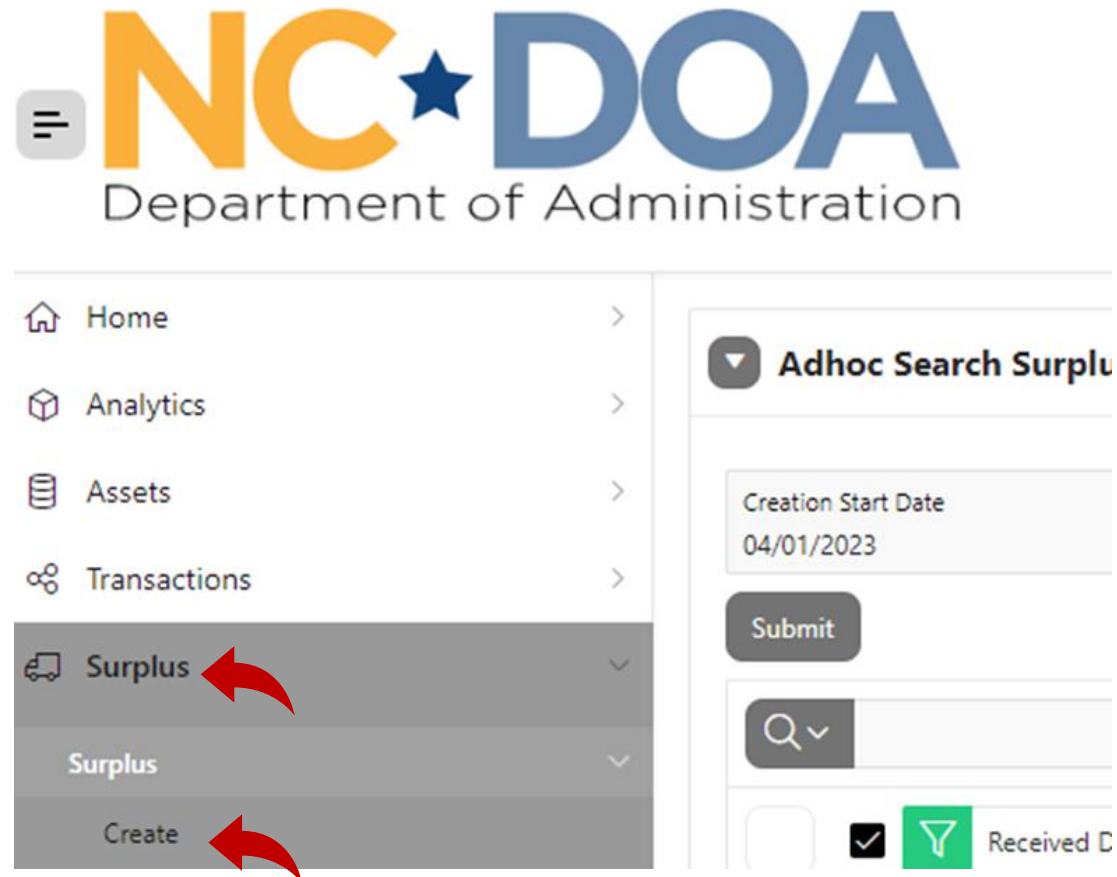 NC DOA
Department of Administration
Home
Analytics
Assets
Transactions
Surplus
Surplus
Create
Adhoc Search Surplu
Creation Start Date
04/01/2023
Submit
Received D